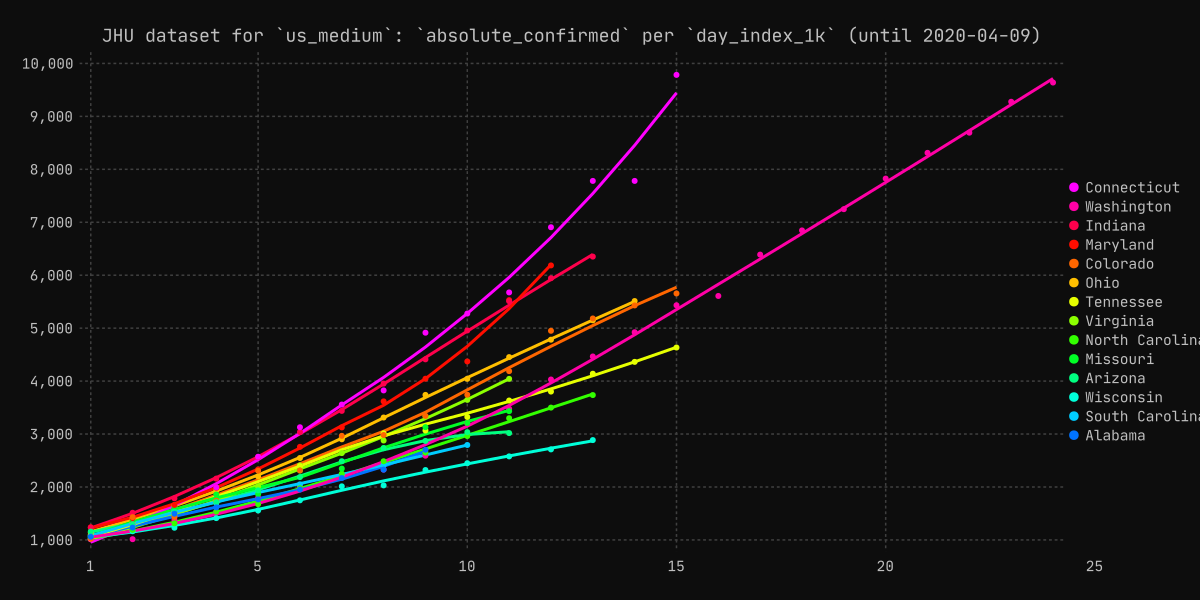 JHU dataset for `us_medium`: `absolute_confirmed` per `day_index_1k` (until 2020-04-09)
10,000
9,000
8,000
7,000
6,000
5,000
4,000
3,000
2,000
1,000
1 5 10 15 20 25
Connecticut
Washington
Indiana
Maryland
Colorado
Ohio
Tennessee
Virginia
North Carolina
Missouri
Arizona
Wisconsin
South Carolina
Alabama